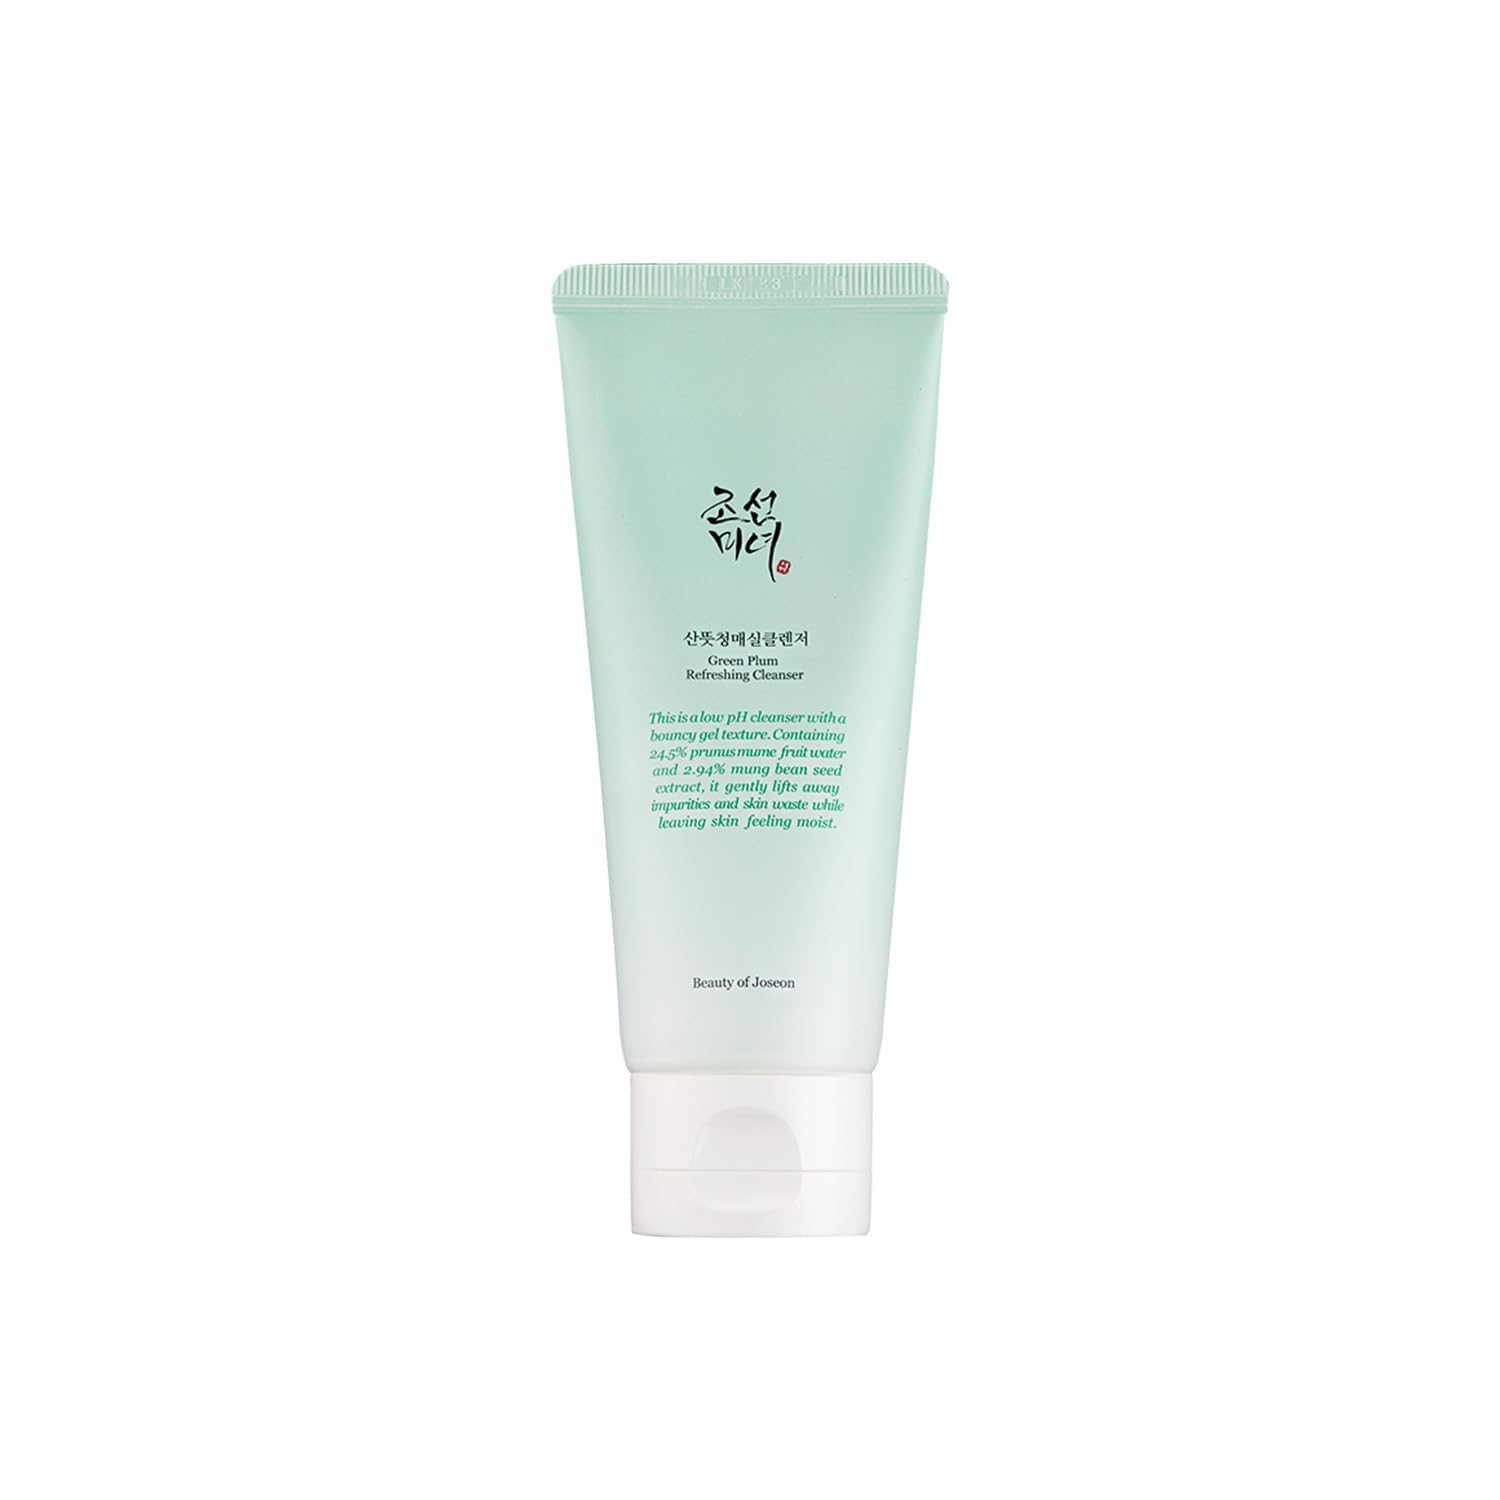 LK 23
조선
미녀
산뜻청매실클렌저
Green Plum
Refreshing Cleanser
This is a low pH cleanser with a
bouncy gel texture. Containing
24.5% prunus mume fruit water
and 2.94% mung bean seed
extract, it gently lifts away
impurities and skin waste while
leaving skin feeling moist.
Beauty of Joseon